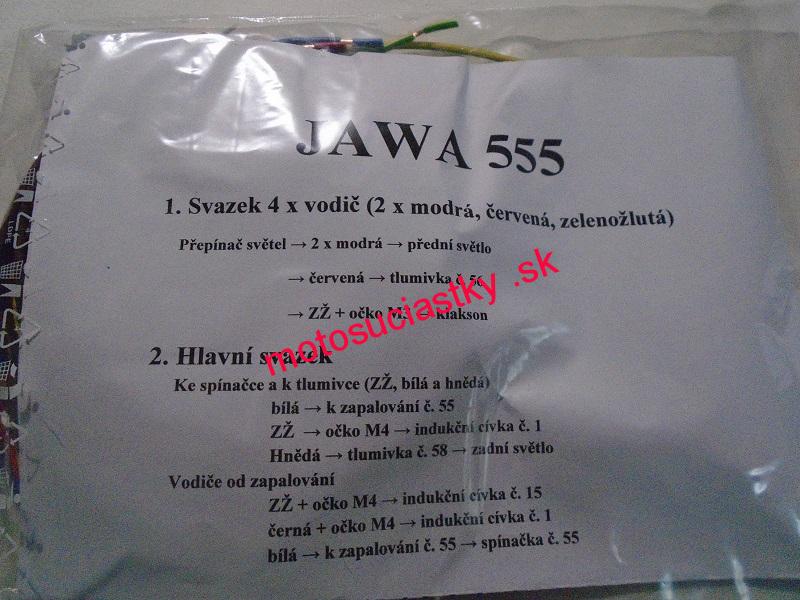 JAWA 555
1. Svazek 4 x vodič (2 x modrá, červená, zelenožlutá)
Přepínač světel → 2 x modrá → přední světlo
→ červená → tlumivka č. 56
→ ZŽ + očko M3 → klakson
motosuciastky .sk
2. Hlavní svazek
Ke spínačce a k tlumivce (ZŽ, bílá a hnědá)
bílá → k zapalování č. 55
ZŽ → očko M4 → indukční cívka č. 1
Hnědá → tlumivka č. 58 → zadní světlo
Vodiče od zapalování
ZŽ + očko M4 → indukční cívka č. 15
černá + očko M4 → indukční cívka č. 1
bílá → k zapalování č. 55 → spínačka č. 55
LDPE